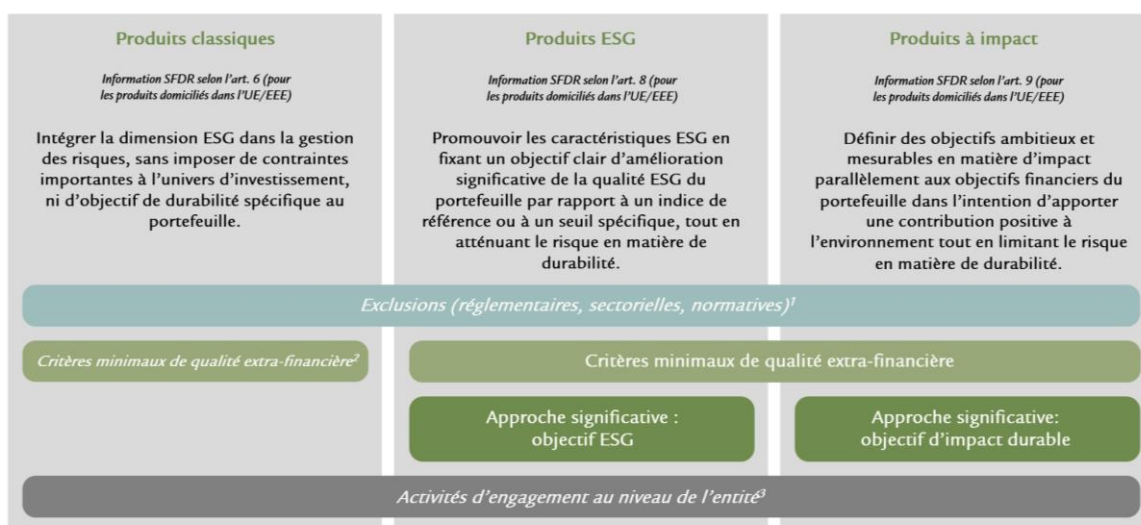 Produits classiques
Information SFDR selon l'art. 6 (pour
les produits domiciliés dans l'UE/EEE)
Intégrer la dimension ESG dans la gestion
des risques, sans imposer de contraintes
importantes à l'univers d'investissement,
ni d'objectif de durabilité spécifique au
portefeuille.
Produits ESG
Information SFDR selon l'art. 8 (pour
les produits domiciliés dans l'UE/EEE)
Promouvoir les caractéristiques ESG en
fixant un objectif clair d'amélioration
significative de la qualité ESG du
portefeuille par rapport à un indice de
référence ou à un seuil spécifique, tout en
atténuant le risque en matière de
durabilité.
Produits à impact
Information SFDR selon l'art. 9 (pour
les produits domiciliés dans l'UE/EEE)
Définir des objectifs ambitieux et
mesurables en matière d'impact
parallèlement aux objectifs financiers du
portefeuille dans l'intention d'apporter
une contribution positive à
l'environnement tout en limitant le risque
en matière de durabilité.
Exclusions (réglementaires, sectorielles, normatives)¹
Critères minimaux de qualité extra-financière²
Critères minimaux de qualité extra-financière
Approche significative :
objectif ESG
Approche significative:
objectif d'impact durable
Activités d'engagement au niveau de l'entité³